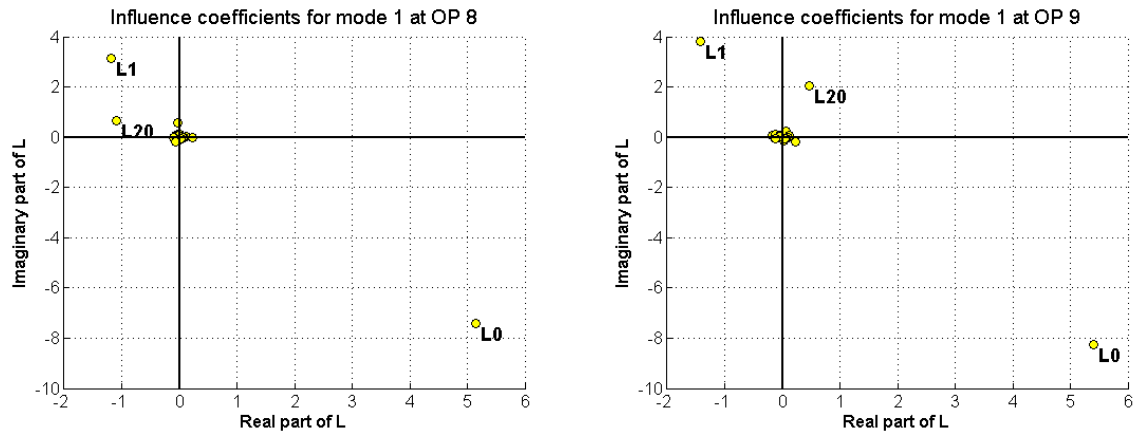 Influence coefficients for mode 1 at OP 8
4
2
0
-2
-4
-6
-8
-10
-2
-1
0
1
2
3
4
5
6
Imaginary part of L
Real part of L
L1
L20
L0
Influence coefficients for mode 1 at OP 9
4
2
0
-2
-4
-6
-8
-10
-2
-1
0
1
2
3
4
5
6
Imaginary part of L
Real part of L
L1
L20
L0